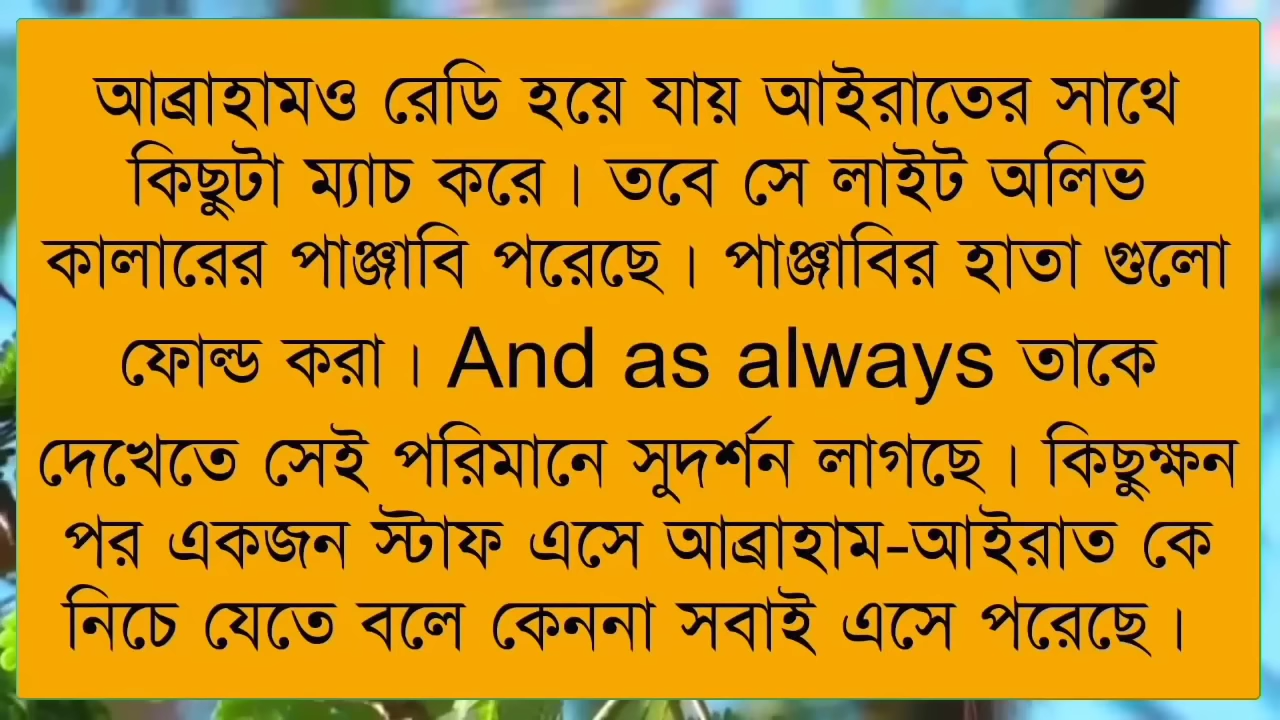 আব্রাহামও রেডি হয়ে যায় আইরাতের সাথে
কিছুটা ম্যাচ করে। তবে সে লাইট অলিভ
কালারের পাঞ্জাবি পরেছে। পাঞ্জাবির হাতা গুলো
ফোল্ড করা। And as always তাকে
দেখেতে সেই পরিমানে সুদর্শন লাগছে। কিছুক্ষন
পর একজন স্টাফ এসে আব্রাহাম-আইরাত কে
নিচে যেতে বলে কেননা সবাই এসে পরেছে।